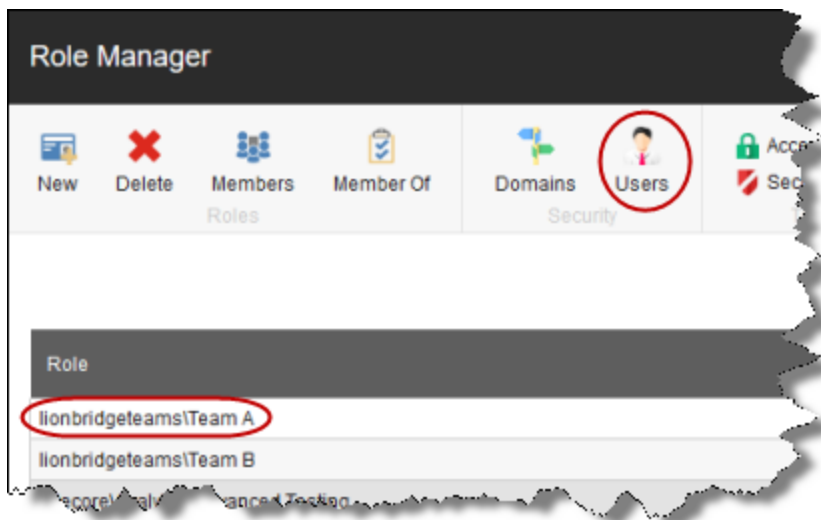 Role Manager
New Delete Members Member Of Domains Users
Roles Security
Role
lionbridgeteams\Team A
lionbridgeteams\Team B